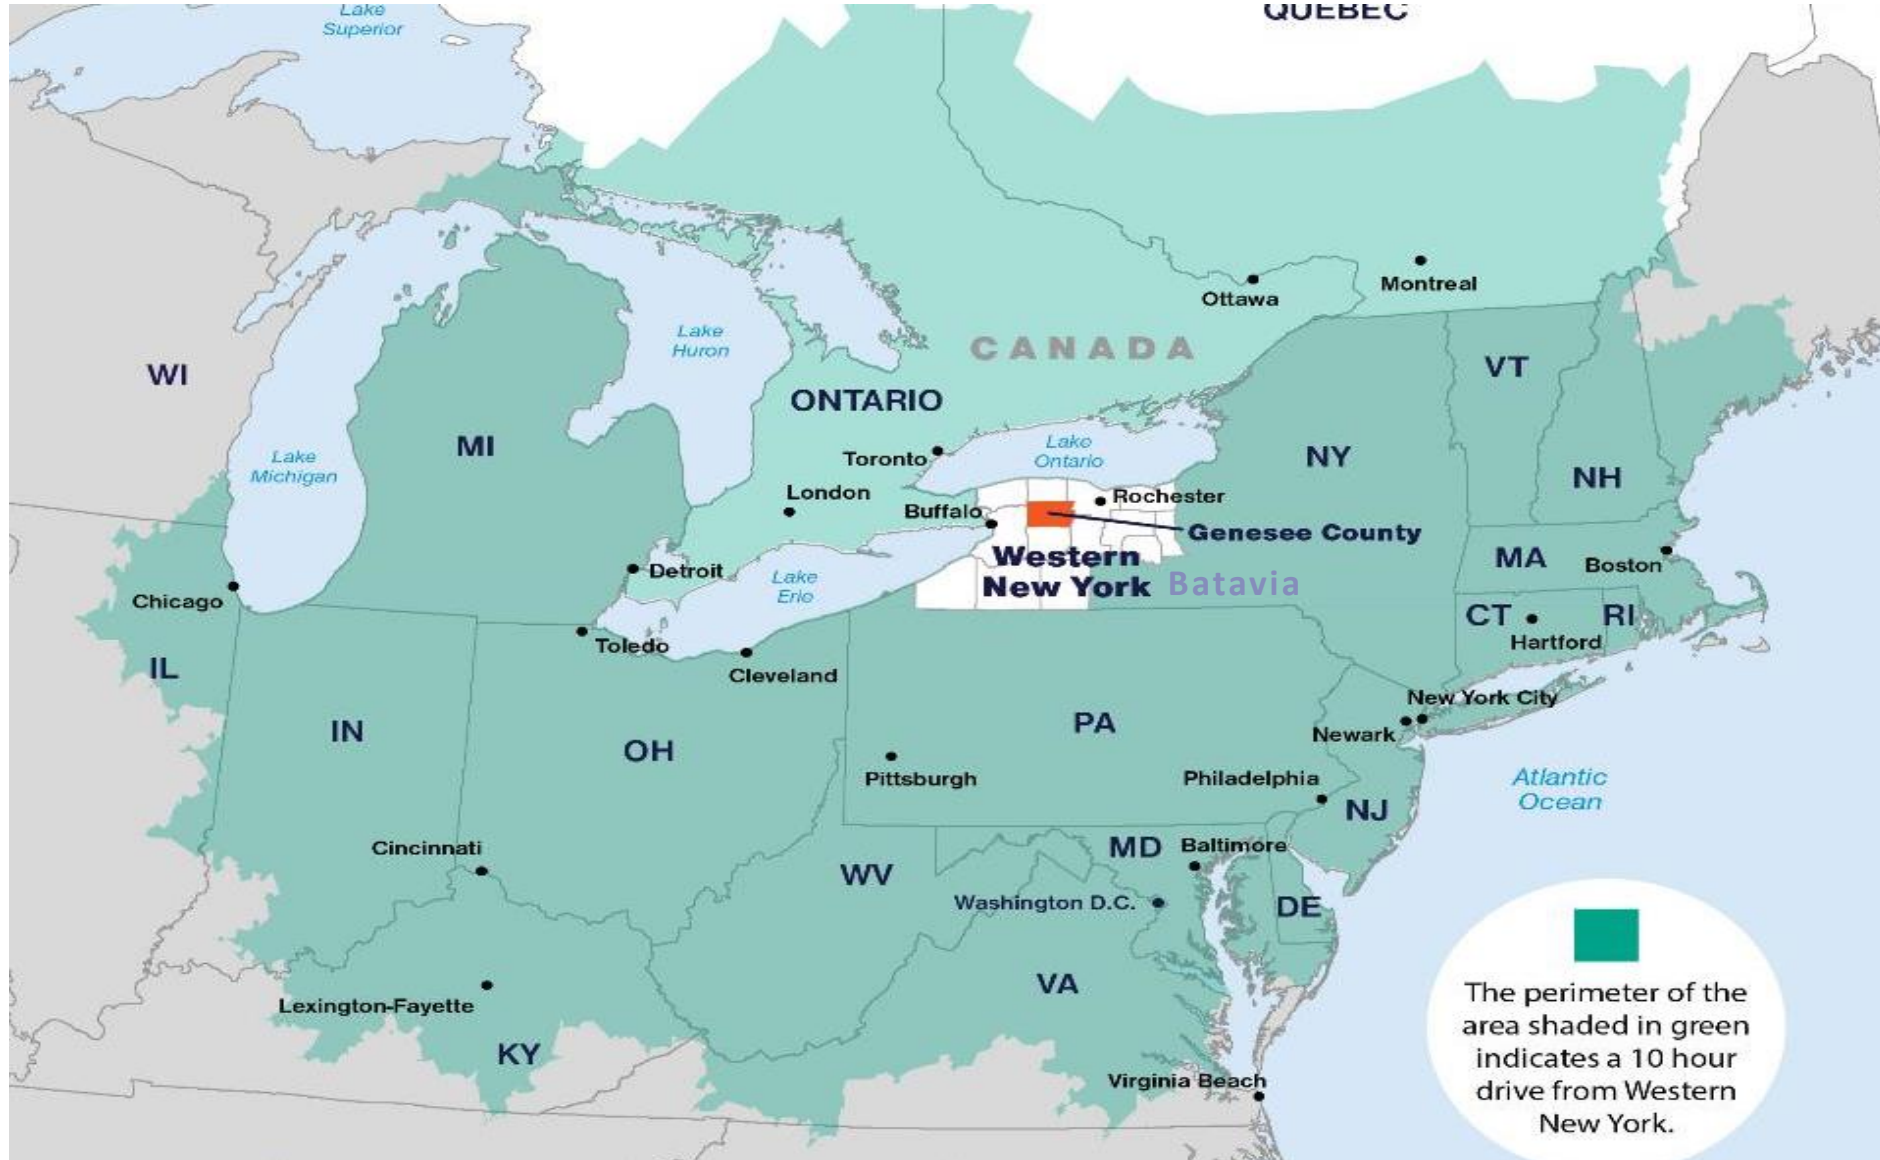 Lake
Superior
QUEBEC
Ottawa
Montreal
CANADA
Lake
Huron
WI
VT
ONTARIO
MI
Lake
Michigan
Toronto
Lake
Ontario
NY
NH
London
Buffalo
Rochester
Genesee County
Western
New York
Batavia
MA
Boston
Detroit
Lake
Erie
Chicago
CT
RI
Hartford
Toledo
Cleveland
IL
IN
OH
PA
New York City
Newark
Pittsburgh
Philadelphia
NJ
Atlantic
Ocean
Cincinnati
WV
MD
Baltimore
Washington D.C.
DE
VA
Lexington-Fayette
KY
Virginia Beach
The perimeter of the
area shaded in green
indicates a 10 hour
drive from Western
New York.